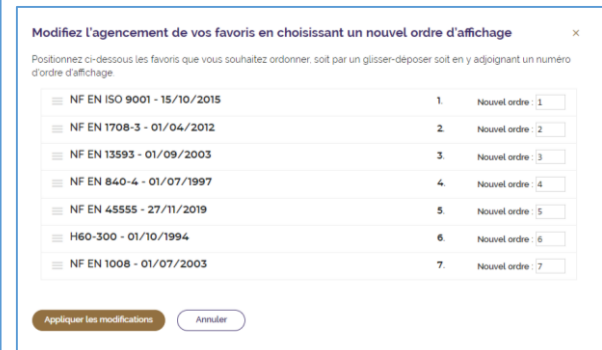 Modifiez l'agencement de vos favoris en choisissant un nouvel ordre d'affichage ×
Positionnez ci-dessous les favoris que vous souhaitez ordonner, soit par un glisser-déposer soit en y adjoignant un numéro
d'ordre d'affichage.
NF EN ISO 9001 - 15/10/2015 1. Nouvel ordre : 1
NF EN 1708-3 - 01/04/2012 2. Nouvel ordre : 2
NF EN 13593 - 01/09/2003 3. Nouvel ordre : 3
NF EN 840-4 - 01/07/1997 4. Nouvel ordre : 4
NF EN 45555 - 27/11/2019 5. Nouvel ordre : 5
H60-300 - 01/10/1994 6. Nouvel ordre : 6
NF EN 1008 - 01/07/2003 7. Nouvel ordre : 7
Appliquer les modifications Annuler